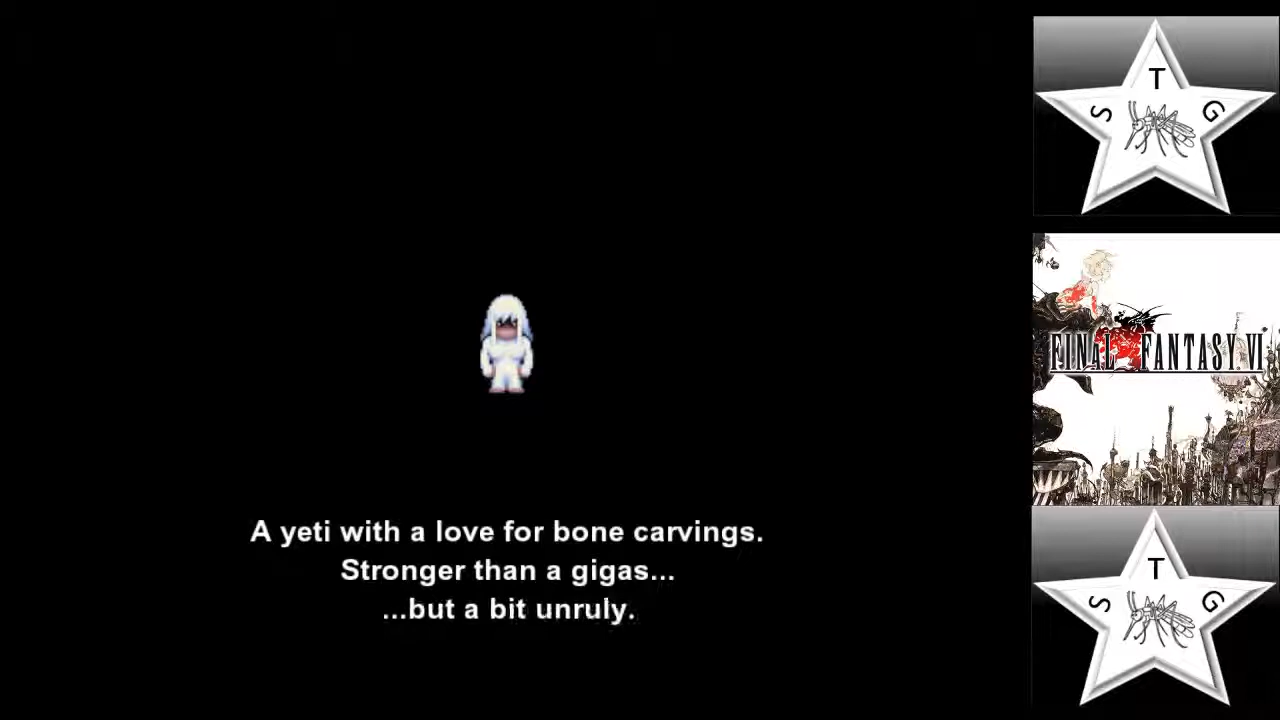 A yeti with a love for bone carvings.
Stronger than a gigas...
...but a bit unruly.
T
S G
FINAL FANTASY VI
T
S G